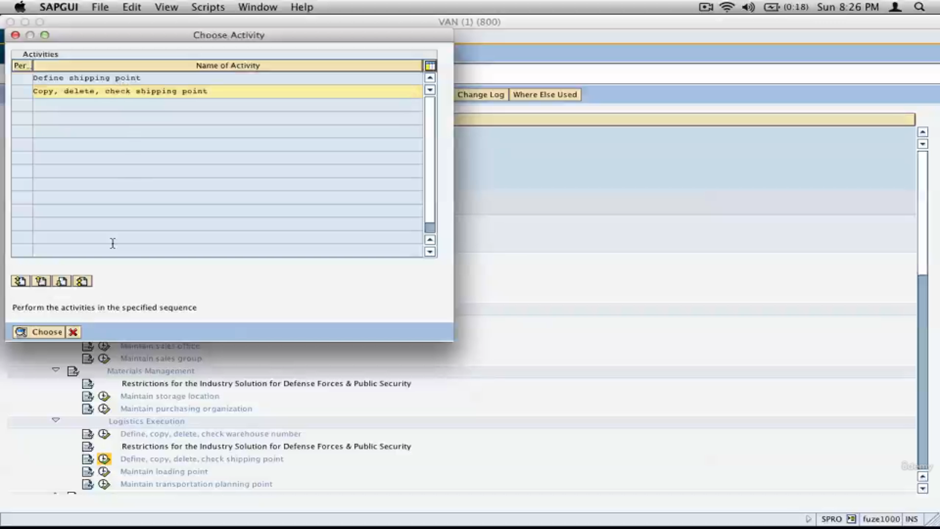 SAPGUI File Edit View Scripts Window Help (0:18) Sun 8:26 PM
VAN (1) (800)
Choose Activity
Activities
Per... Name of Activity
Define shipping point
Copy, delete, check shipping point
Change Log Where Else Used
Perform the activities in the specified sequence
Choose
Maintain sales office
Maintain sales group
Materials Management
Restrictions for the Industry Solution for Defense Forces & Public Security
Maintain storage location
Maintain purchasing organization
Logistics Execution
Define, copy, delete, check warehouse number
Restrictions for the Industry Solution for Defense Forces & Public Security
Define, copy, delete, check shipping point
Maintain loading point
Maintain transportation planning point
Udemy
SPRO fuze1000 INS